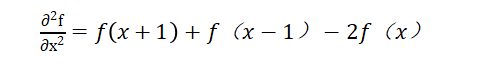 ∂²f/∂x² = f(x + 1) + f（x − 1）− 2f（x）